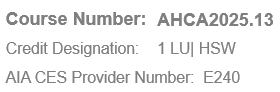 Course Number: AHCA2025.13
Credit Designation: 1 LU| HSW
AIA CES Provider Number: E240